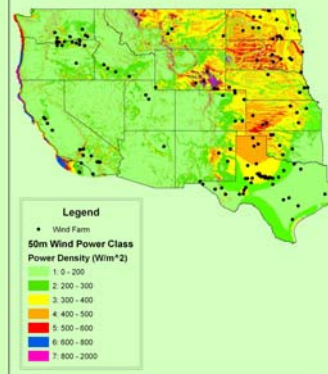 Legend
Wind Farm
50m Wind Power Class
Power Density (W/m^2)
1: 0 - 200
2: 200 - 300
3: 300 - 400
4: 400 - 500
5: 500 - 600
6: 600 - 800
7: 800 - 2000